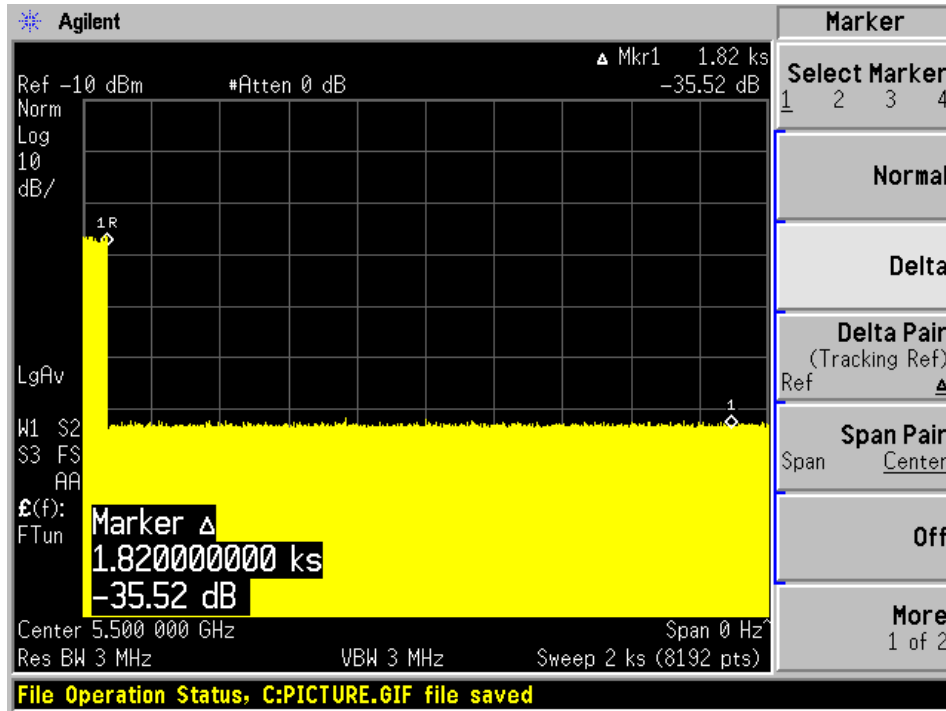 Agilent
Marker
Δ Mkr1 1.82 ks
Ref -10 dBm #Atten 0 dB -35.52 dB
Norm
Log
10
dB/
1R
1
LgAv
W1 S2
S3 FS
AA
£(f):
FTun
Marker Δ
1.820000000 ks
-35.52 dB
Center 5.500 000 GHz Span 0 Hz^
Res BW 3 MHz VBW 3 MHz Sweep 2 ks (8192 pts)
File Operation Status, C:PICTURE.GIF file saved
Select Marker
1 2 3 4
Normal
Delta
Delta Pair
(Tracking Ref)
Ref Δ
Span Pair
Span Center
Off
More
1 of 2